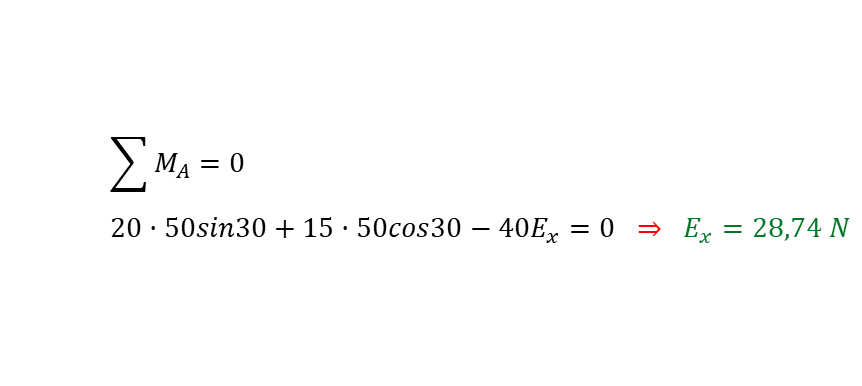 ∑ M_A = 0
20 · 50sin30 + 15 · 50cos30 − 40E_x = 0 ⇒ E_x = 28,74 N